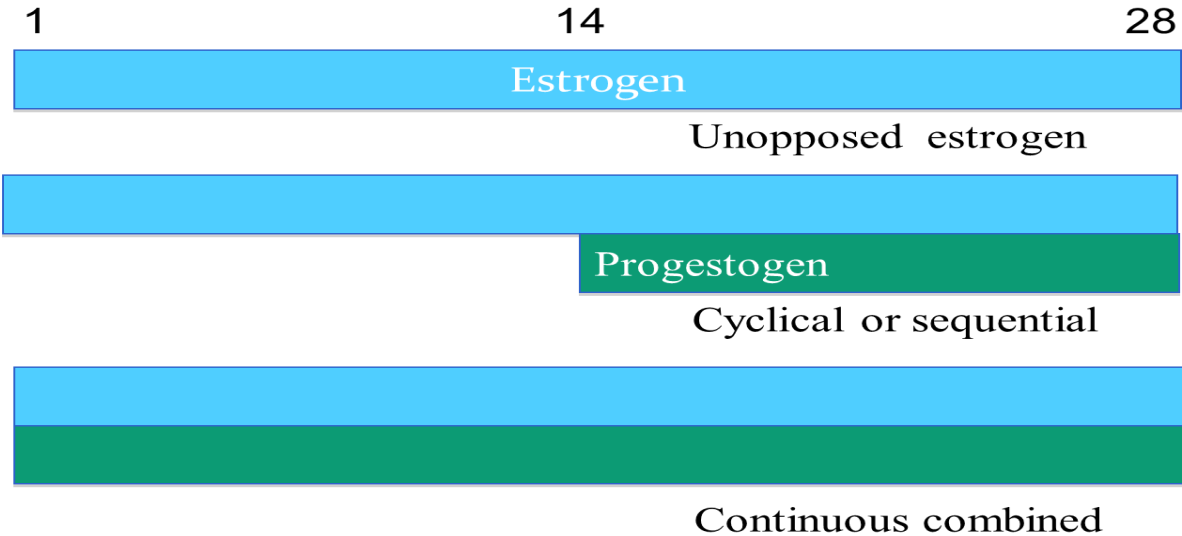 1 14 28
Estrogen
Unopposed estrogen
Progestogen
Cyclical or sequential
Continuous combined